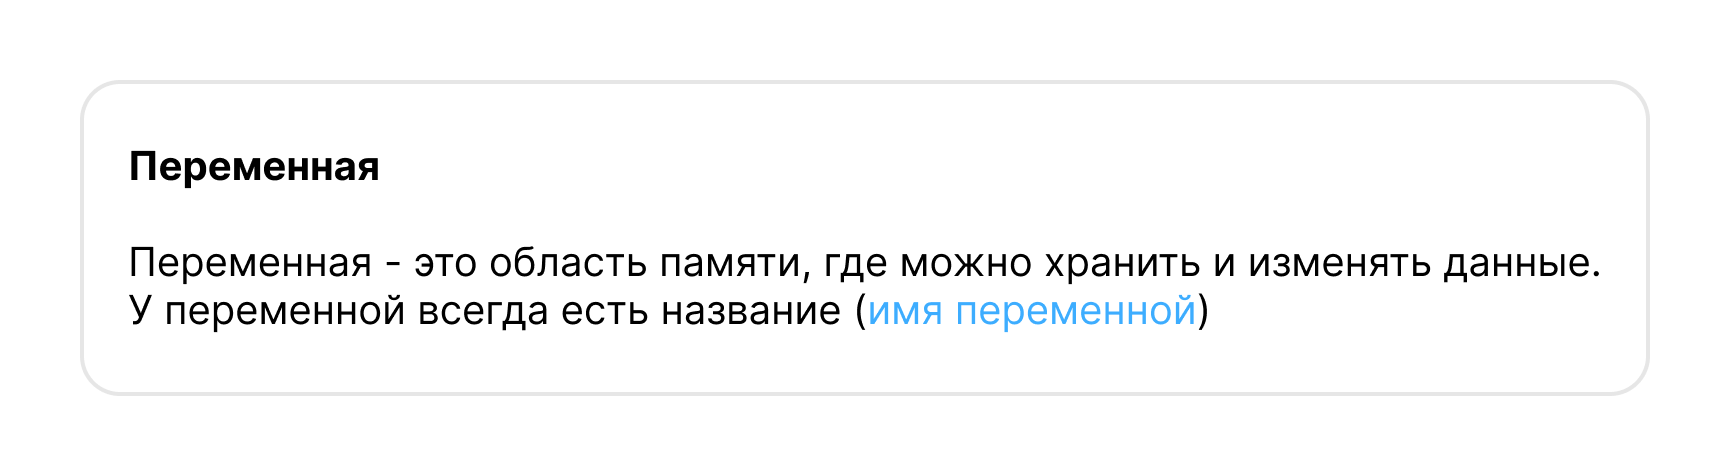 Переменная
Переменная - это область памяти, где можно хранить и изменять данные.
У переменной всегда есть название (имя переменной)